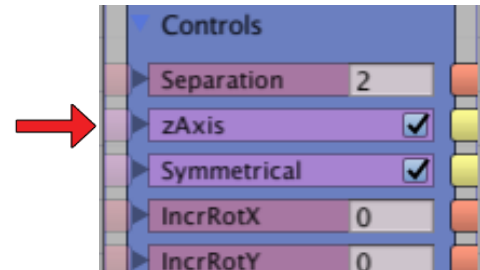 Controls
Separation 2
zAxis
Symmetrical
IncrRotX 0
IncrRotY 0